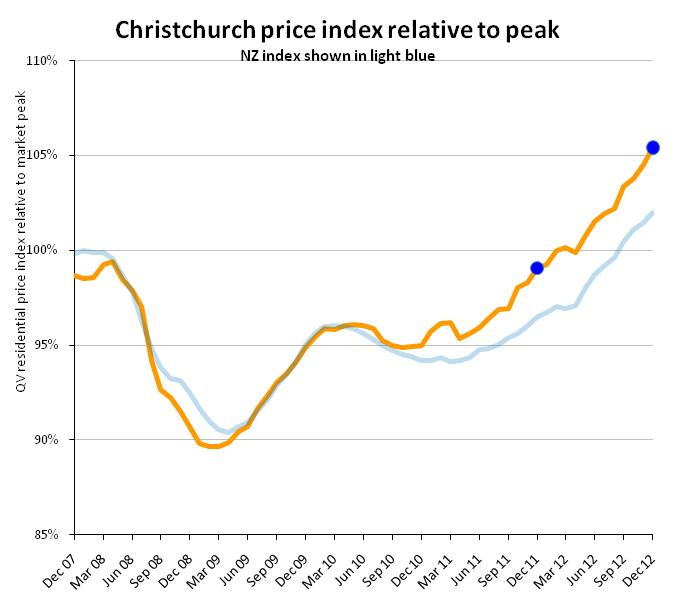 Christchurch price index relative to peak
NZ index shown in light blue
QV residential price index relative to market peak
110%
105%
100%
95%
90%
85%
Dec 07
Mar 08
Jun 08
Sep 08
Dec 08
Mar 09
Jun 09
Sep 09
Dec 09
Mar 10
Jun 10
Sep 10
Dec 10
Mar 11
Jun 11
Sep 11
Dec 11
Mar 12
Jun 12
Sep 12
Dec 12